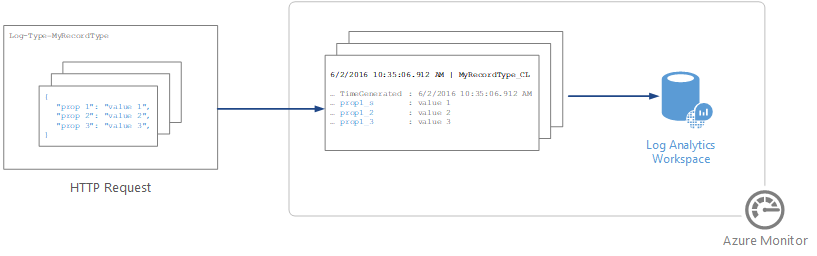 Log-Type=MyRecordType
{
"prop 1": "value 1",
"prop 2": "value 2",
"prop 3": "value 3",
}
HTTP Request
6/2/2016 10:35:06.912 AM | MyRecordType_CL
… TimeGenerated : 6/2/2016 10:35:06.912 AM
… prop1_s : value 1
… prop1_2 : value 2
… prop1_3 : value 3
Log Analytics
Workspace
Azure Monitor